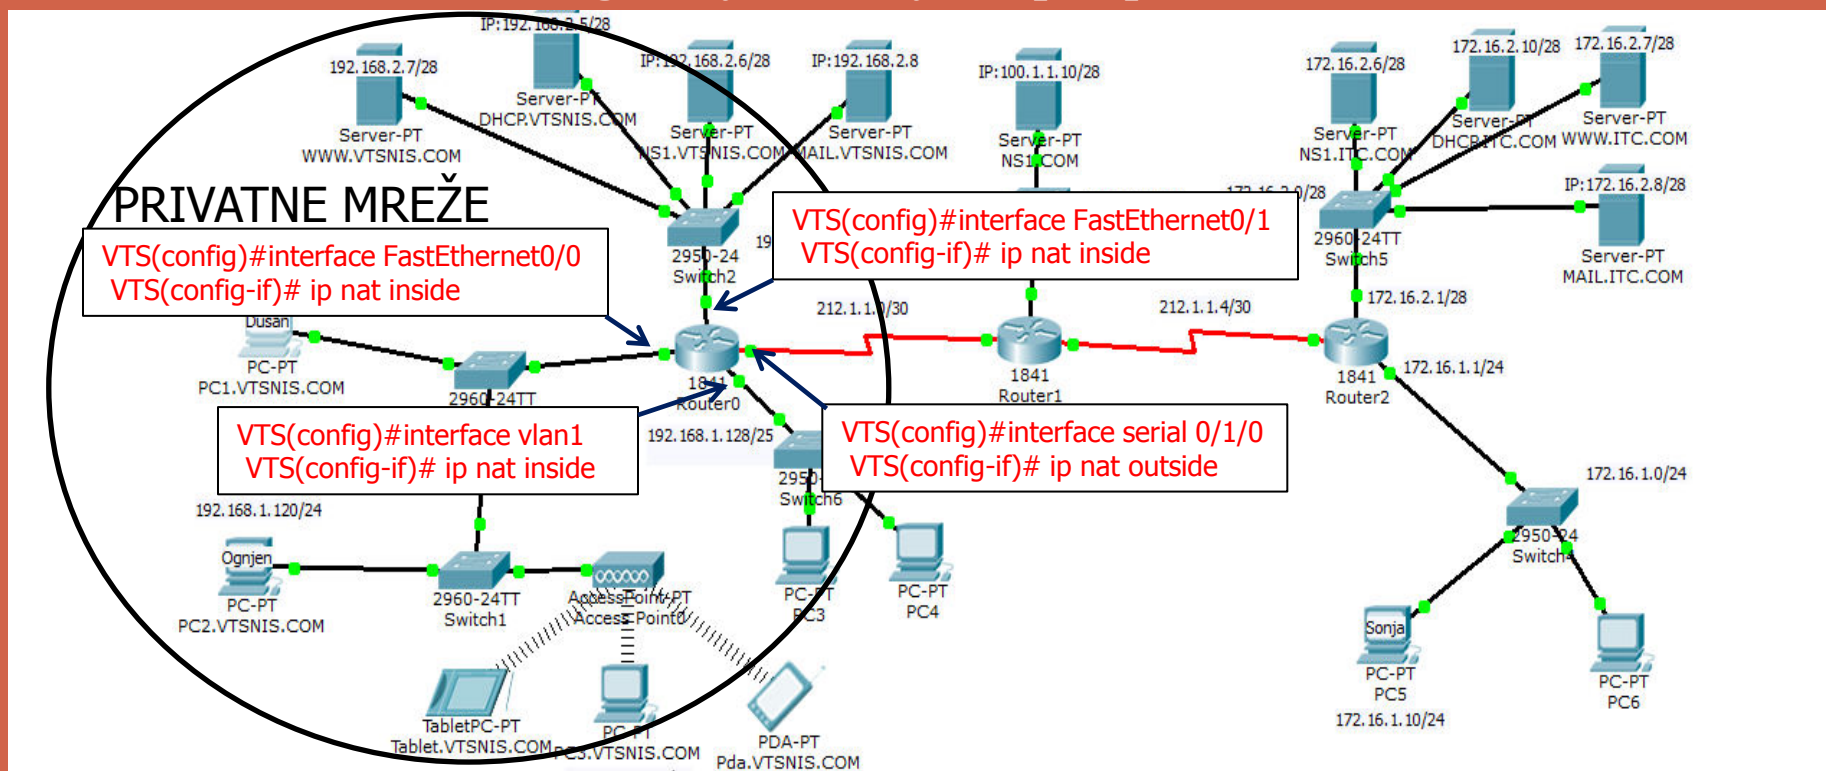 IP:192.168.2.5/28
192.168.2.7/28
IP:192.168.2.6/28
IP:192.168.2.8
IP:100.1.1.10/28
172.16.2.6/28
172.16.2.10/28
172.16.2.7/28
Server-PT
DHCP.VTSNIS.COM
Server-PT
WWW.VTSNIS.COM
Server-PT
NS1.VTSNIS.COM
Server-PT
MAIL.VTSNIS.COM
Server-PT
NS1.COM
Server-PT
NS1.ITC.COM
Server-PT
DHCP.ITC.COM
Server-PT
WWW.ITC.COM
IP:172.16.2.8/28
Server-PT
MAIL.ITC.COM
PRIVATNE MREŽE
VTS(config)#interface FastEthernet0/0
VTS(config-if)# ip nat inside
VTS(config)#interface FastEthernet0/1
VTS(config-if)# ip nat inside
2950-24
Switch2
2960-24TT
Switch5
172.16.2.1/28
212.1.1.0/30
212.1.1.4/30
Dusan
PC-PT
PC1.VTSNIS.COM
2960-24TT
1841
Router0
1841
Router1
1841
Router2
172.16.1.1/24
VTS(config)#interface vlan1
VTS(config-if)# ip nat inside
192.168.1.128/25
VTS(config)#interface serial 0/1/0
VTS(config-if)# ip nat outside
Switch6
172.16.1.0/24
192.168.1.120/24
2950-24
Switch4
Ognjen
PC-PT
PC2.VTSNIS.COM
2960-24TT
Switch1
AccessPoint-PT
Access Point0
PC-PT
PC3
PC-PT
PC4
Sonja
PC-PT
PC5
172.16.1.10/24
PC-PT
PC6
TabletPC-PT
Tablet.VTSNIS.COM
PC-PT
PC3.VTSNIS.COM
PDA-PT
Pda.VTSNIS.COM